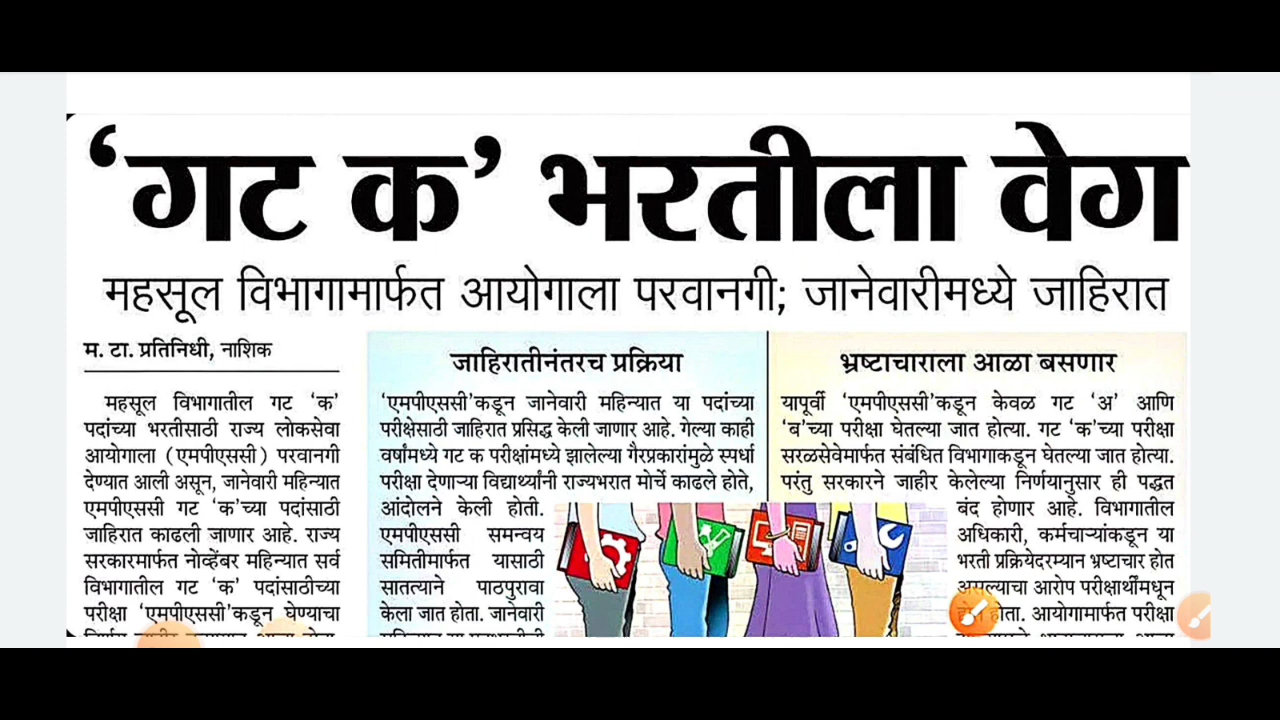 ‘गट क’ भरतीला वेग
महसूल विभागामार्फत आयोगाला परवानगी; जानेवारीमध्ये जाहिरात
म. टा. प्रतिनिधी, नाशिक
महसूल विभागातील गट ‘क’
पदांच्या भरतीसाठी राज्य लोकसेवा
आयोगाला (एमपीएससी) परवानगी
देण्यात आली असून, जानेवारी महिन्यात
एमपीएससी गट ‘क’च्या पदांसाठी
जाहिरात काढली जाणार आहे. राज्य
सरकारमार्फत नोव्हेंबर महिन्यात सर्व
विभागातील गट ‘क’ पदांसाठीच्या
परीक्षा ‘एमपीएससी’कडून घेण्याचा
जाहिरातीनंतरच प्रक्रिया
‘एमपीएससी’कडून जानेवारी महिन्यात या पदांच्या
परीक्षेसाठी जाहिरात प्रसिद्ध केली जाणार आहे. गेल्या काही
वर्षांमध्ये गट क परीक्षांमध्ये झालेल्या गैरप्रकारांमुळे स्पर्धा
परीक्षा देणाऱ्या विद्यार्थ्यांनी राज्यभरात मोर्चे काढले होते,
आंदोलने केली होती.
एमपीएससी समन्वय
समितीमार्फत यासाठी
सातत्याने पाठपुरावा
केला जात होता. जानेवारी
भ्रष्टाचाराला आळा बसणार
यापूर्वी ‘एमपीएससी’कडून केवळ गट ‘अ’ आणि
‘ब’च्या परीक्षा घेतल्या जात होत्या. गट ‘क’च्या परीक्षा
सरळसेवेमार्फत संबंधित विभागाकडून घेतल्या जात होत्या.
परंतु सरकारने जाहीर केलेल्या निर्णयानुसार ही पद्धत
बंद होणार आहे. विभागातील
अधिकारी, कर्मचाऱ्यांकडून या
भरती प्रक्रियेदरम्यान भ्रष्टाचार होत
असल्याचा आरोप परीक्षार्थींमधून
होता. आयोगामार्फत परीक्षा